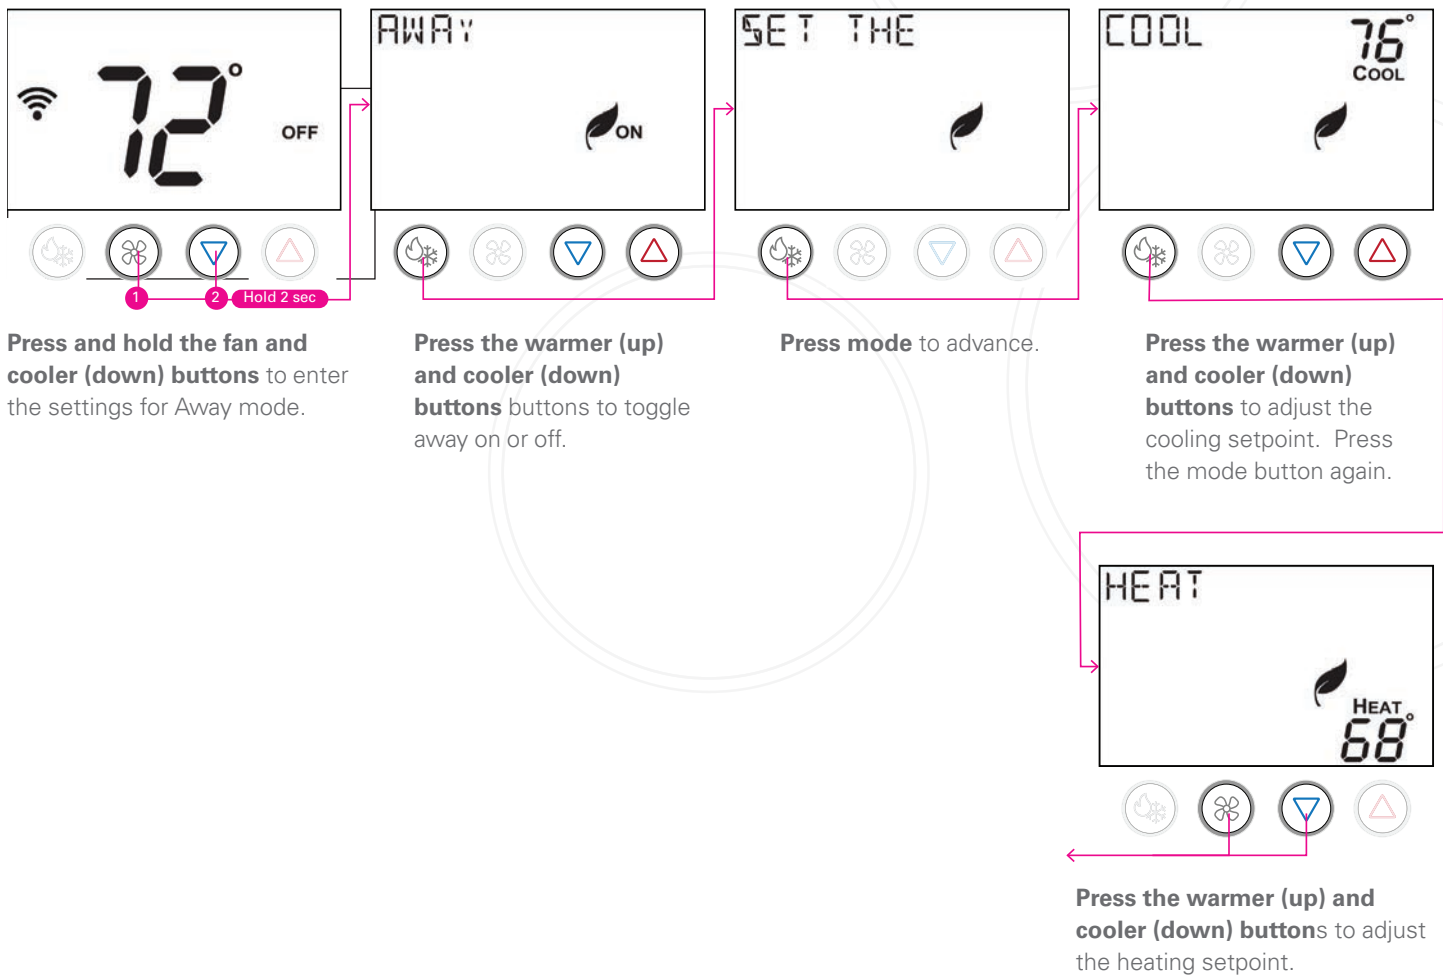 72°
OFF
AWAY
ON
SET THE
COOL
76°
COOL
1
2
Hold 2 sec
Press and hold the fan and
cooler (down) buttons to enter
the settings for Away mode.
Press the warmer (up)
and cooler (down)
buttons buttons to toggle
away on or off.
Press mode to advance.
Press the warmer (up)
and cooler (down)
buttons to adjust the
cooling setpoint.  Press
the mode button again.
HEAT
HEAT
68°
Press the warmer (up) and
cooler (down) buttons to adjust
the heating setpoint.